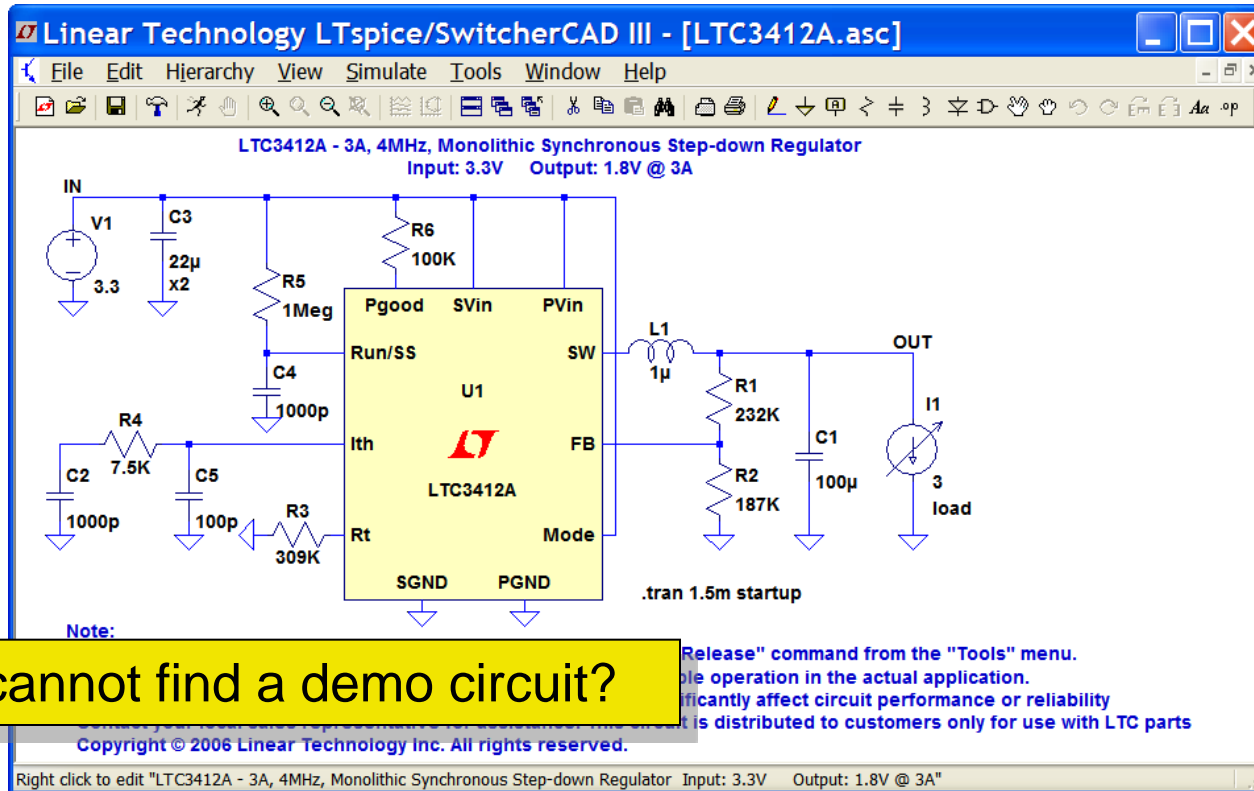 Linear Technology LTspice/SwitcherCAD III - [LTC3412A.asc]
File Edit Hierarchy View Simulate Tools Window Help
Aa .op
LTC3412A - 3A, 4MHz, Monolithic Synchronous Step-down Regulator
Input: 3.3V Output: 1.8V @ 3A
IN
V1
3.3
C3
22µ
x2
R5
1Meg
R6
100K
C4
1000p
Pgood SVin PVin
Run/SS SW
U1
Ith FB
LTC3412A
Rt Mode
SGND PGND
L1
1µ
OUT
R1
232K
R2
187K
C1
100µ
I1
3
load
R4
7.5K
C2
1000p
C5
100p
R3
309K
.tran 1.5m startup
Note:
Release" command from the "Tools" menu.
cannot find a demo circuit?
operation in the actual application.
affect circuit performance or reliability
is distributed to customers only for use with LTC parts
Copyright © 2006 Linear Technology Inc. All rights reserved.
Right click to edit "LTC3412A - 3A, 4MHz, Monolithic Synchronous Step-down Regulator Input: 3.3V Output: 1.8V @ 3A"